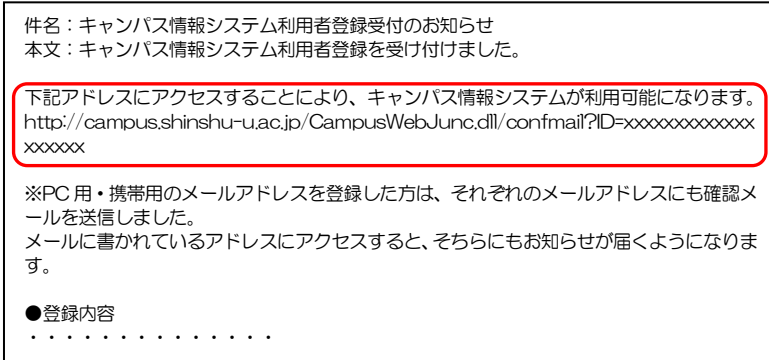 件名：キャンパス情報システム利用者登録受付のお知らせ
本文：キャンパス情報システム利用者登録を受け付けました。
下記アドレスにアクセスすることにより、キャンパス情報システムが利用可能になります。
http://campus.shinshu-u.ac.jp/CampusWebJunc.dll/confmail?ID=xxxxxxxxxxxxx
xxxxxx
※PC 用・携帯用のメールアドレスを登録した方は、それぞれのメールアドレスにも確認メ
ールを送信しました。
メールに書かれているアドレスにアクセスすると、そちらにもお知らせが届くようになりま
す。
●登録内容
・・・・・・・・・・・・・・